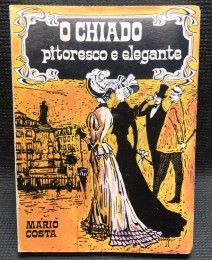 O CHIADO
pitoresco e elegante
MÁRIO
COSTA